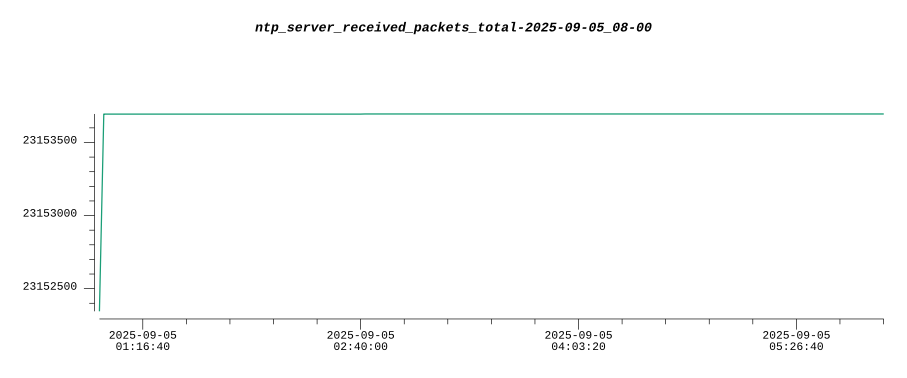 ntp_server_received_packets_total-2025-09-05_08-00
23153500
23153000
23152500
2025-09-05 2025-09-05 2025-09-05 2025-09-05
01:16:40 02:40:00 04:03:20 05:26:40